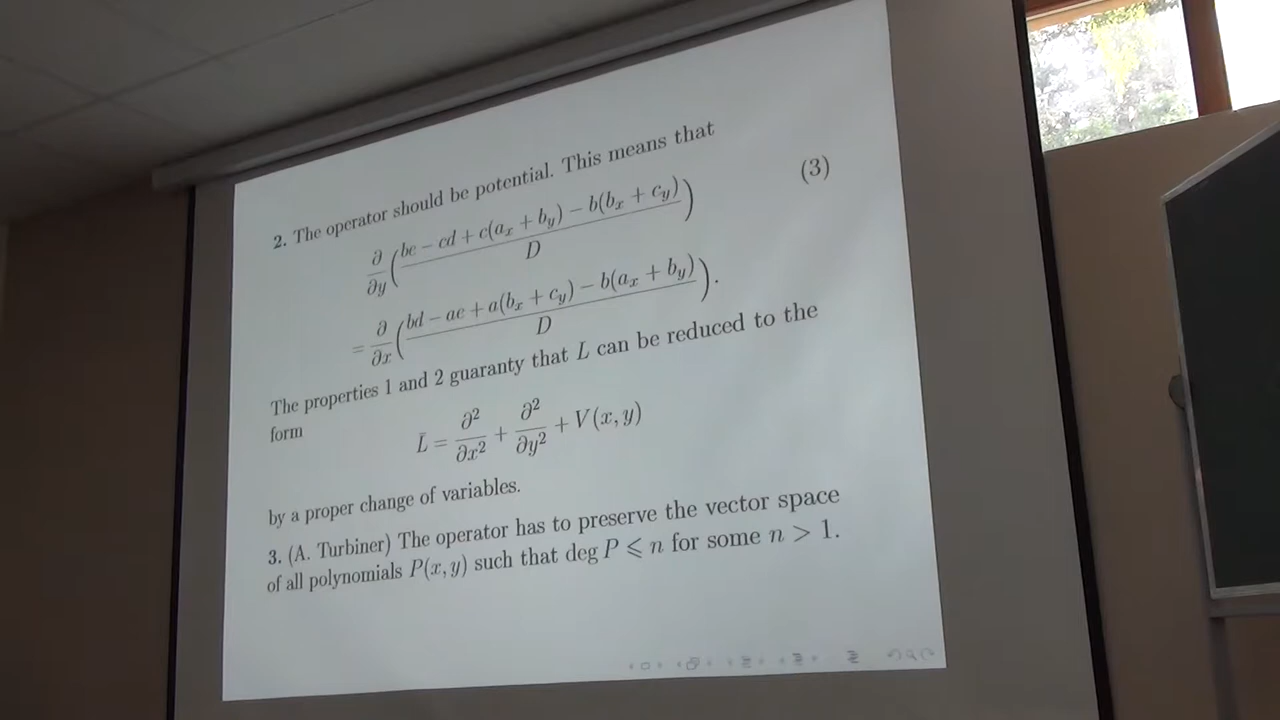 2. The operator should be potential. This means that
(3)
∂/∂y ( (be − cd + c(a_x + b_y) − b(b_x + c_y)) / D )
= ∂/∂x ( (bd − ae + a(b_x + c_y) − b(a_x + b_y)) / D ).
The properties 1 and 2 guaranty that L can be reduced to the
form
L̄ = ∂²/∂x² + ∂²/∂y² + V(x, y)
by a proper change of variables.
3. (A. Turbiner) The operator has to preserve the vector space
of all polynomials P(x, y) such that deg P ⩽ n for some n > 1.